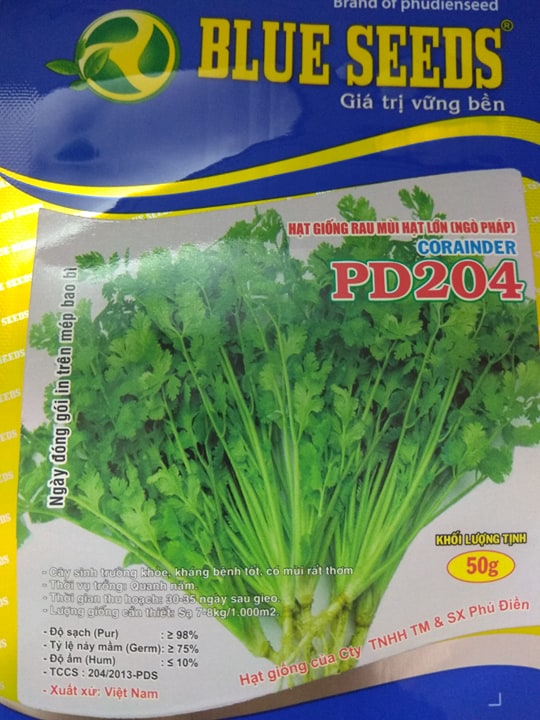 Brand of phudienseed
BLUE SEEDS®
Giá trị vững bền
HẠT GIỐNG RAU MÙI HẠT LỚN (NGÒ PHÁP)
CORAINDER
PD204
Ngày đóng gói in trên mép bao bì
KHỐI LƯỢNG TỊNH
50g
- Cây sinh trưởng khỏe, kháng bệnh tốt, có mùi rất thơm
- Thời vụ trồng: Quanh năm.
- Thời gian thu hoạch: 30-35 ngày sau gieo.
- Lượng giống cần thiết: Sạ 7-8kg/1.000m2.
- Độ sạch (Pur) : ≥ 98%
- Tỷ lệ nảy mầm (Germ): ≥ 75%
- Độ ẩm (Hum) : ≤ 10%
- TCCS : 204/2013-PDS
- Xuất xứ: Việt Nam
Hạt giống của Cty TNHH TM & SX Phú Điền